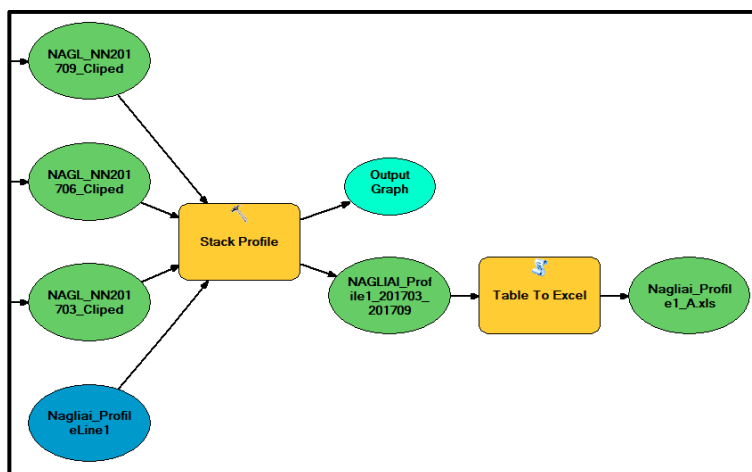 NAGL_NN201
709_Cliped
NAGL_NN201
706_Cliped
NAGL_NN201
703_Cliped
Nagliai_Profil
eLine1
Stack Profile
Output
Graph
NAGLIAI_Prof
ile1_201703_
201709
Table To Excel
Nagliai_Profil
e1_A.xls